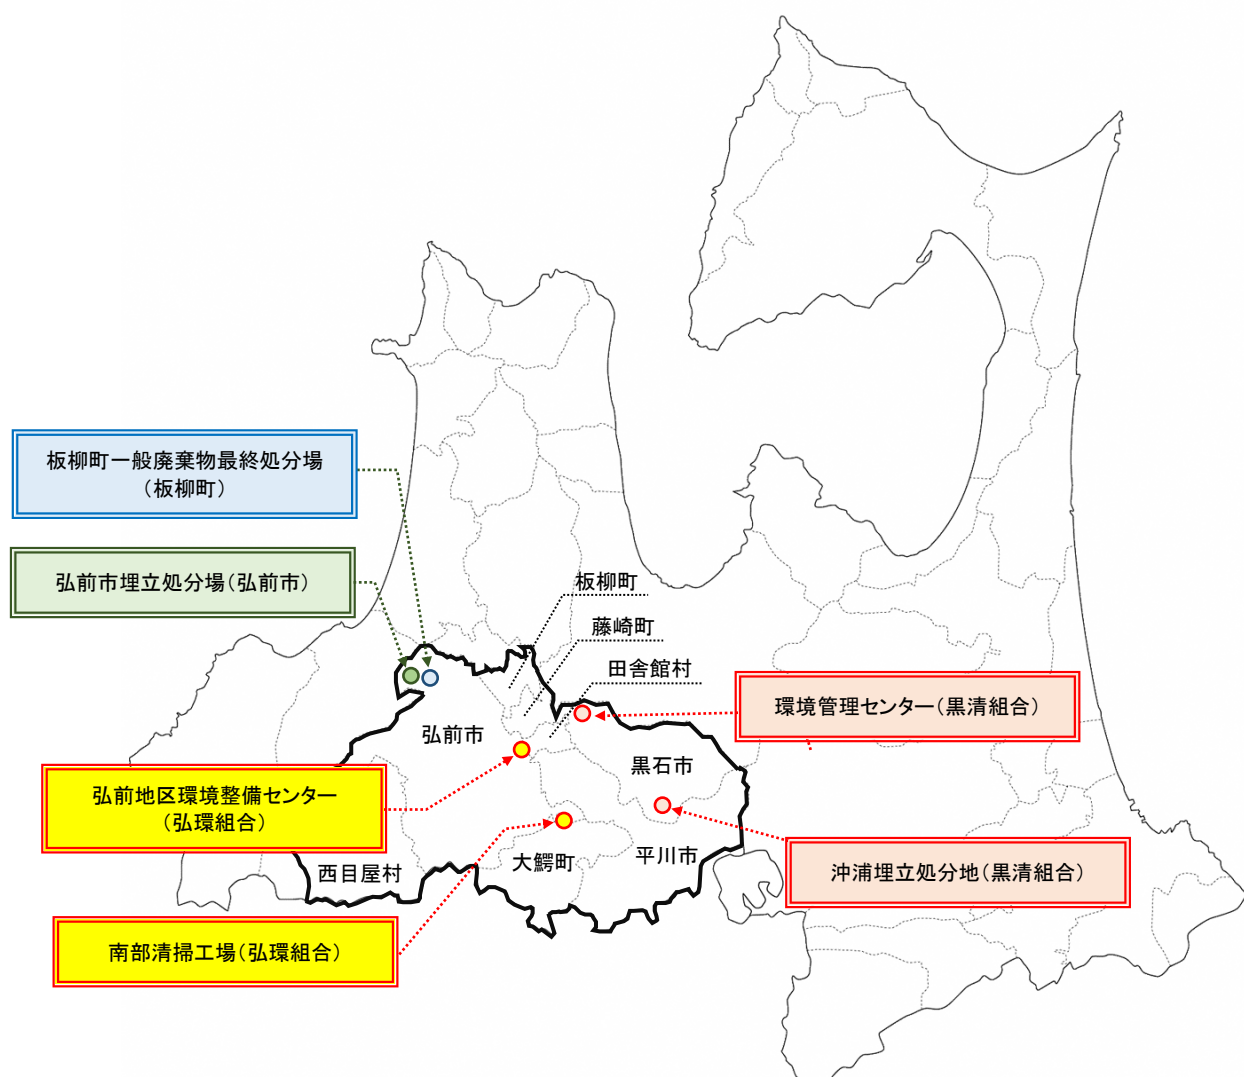 板柳町一般廃棄物最終処分場
（板柳町）
弘前市埋立処分場（弘前市）
板柳町
藤崎町
田舎館村
環境管理センター（黒清組合）
弘前市
黒石市
弘前地区環境整備センター
（弘環組合）
大鰐町
平川市
西目屋村
沖浦埋立処分地（黒清組合）
南部清掃工場（弘環組合）